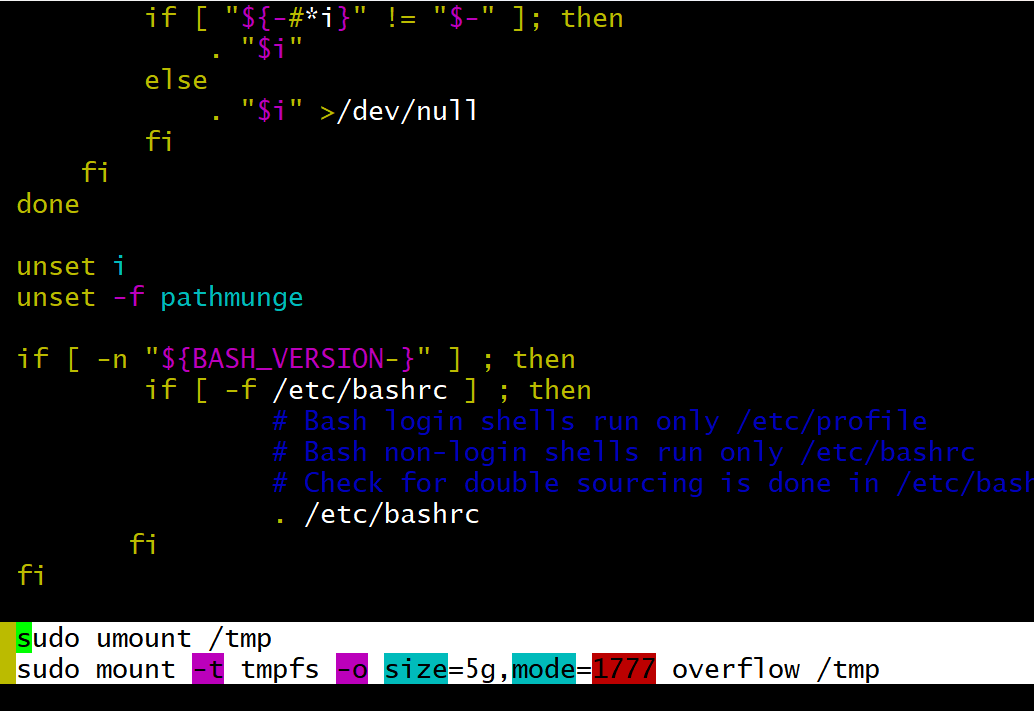 if [ "${-#*i}" != "$-" ]; then
. "$i"
else
. "$i" >/dev/null
fi
fi
done
unset i
unset -f pathmunge
if [ -n "${BASH_VERSION-}" ] ; then
if [ -f /etc/bashrc ] ; then
# Bash login shells run only /etc/profile
# Bash non-login shells run only /etc/bashrc
# Check for double sourcing is done in /etc/bash
. /etc/bashrc
fi
fi
sudo umount /tmp
sudo mount -t tmpfs -o size=5g,mode=1777 overflow /tmp